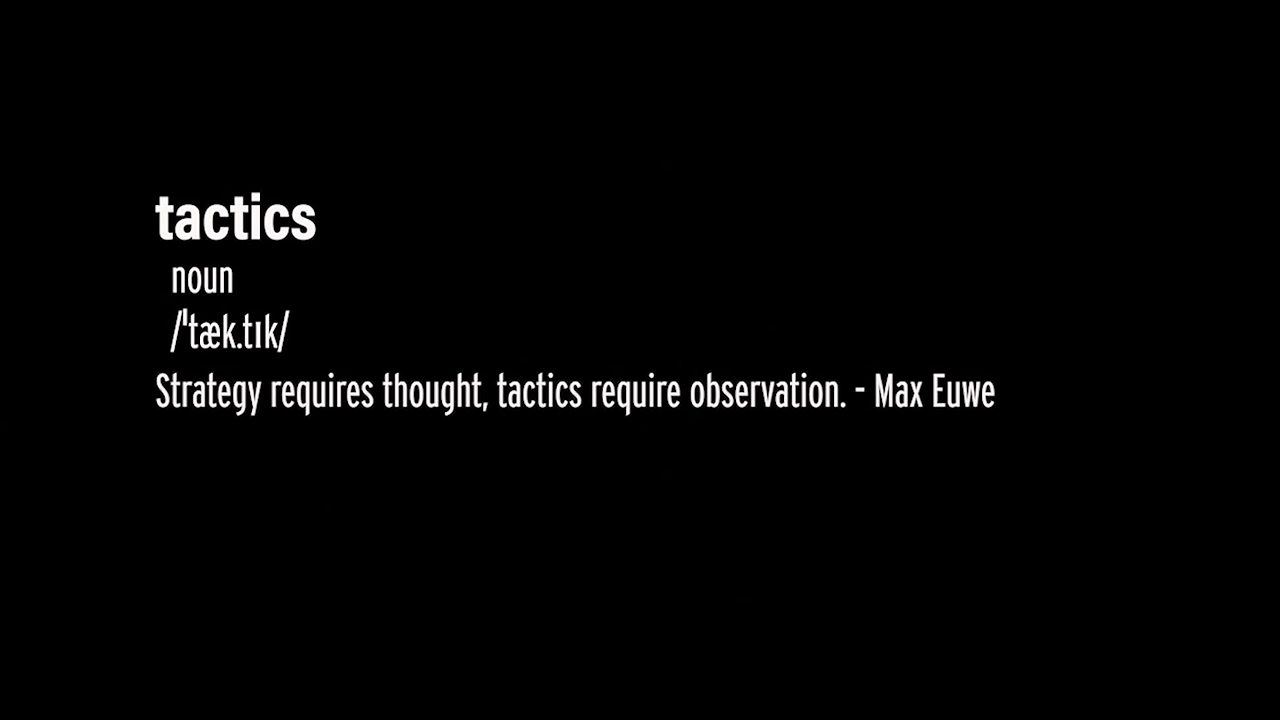 tactics
noun
/ˈtæk.tɪk/
Strategy requires thought, tactics require observation. - Max Euwe